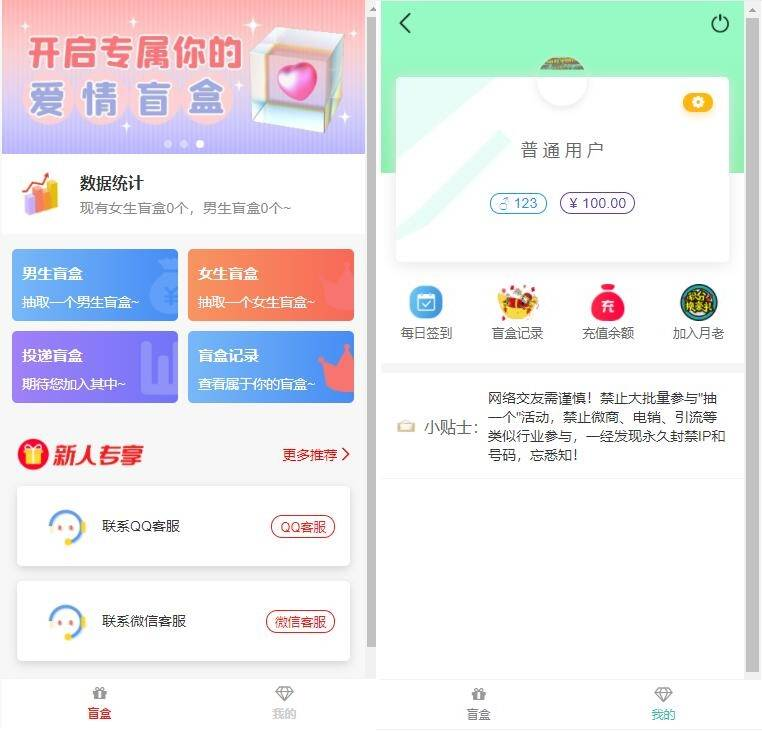 开启专属你的
爱情盲盒
数据统计
现有女生盲盒0个，男生盲盒0个~
男生盲盒
抽取一个男生盲盒~
女生盲盒
抽取一个女生盲盒~
投递盲盒
期待您加入其中~
盲盒记录
查看属于你的盲盒~
新人专享
更多推荐
联系QQ客服
QQ客服
联系微信客服
微信客服
盲盒
我的
普通用户
123
¥ 100.00
每日签到
盲盒记录
充
充值余额
加入月老
小贴士：
网络交友需谨慎！禁止大批量参与"抽
一个"活动，禁止微商、电销、引流等
类似行业参与，一经发现永久封禁IP和
号码，忘悉知！
盲盒
我的